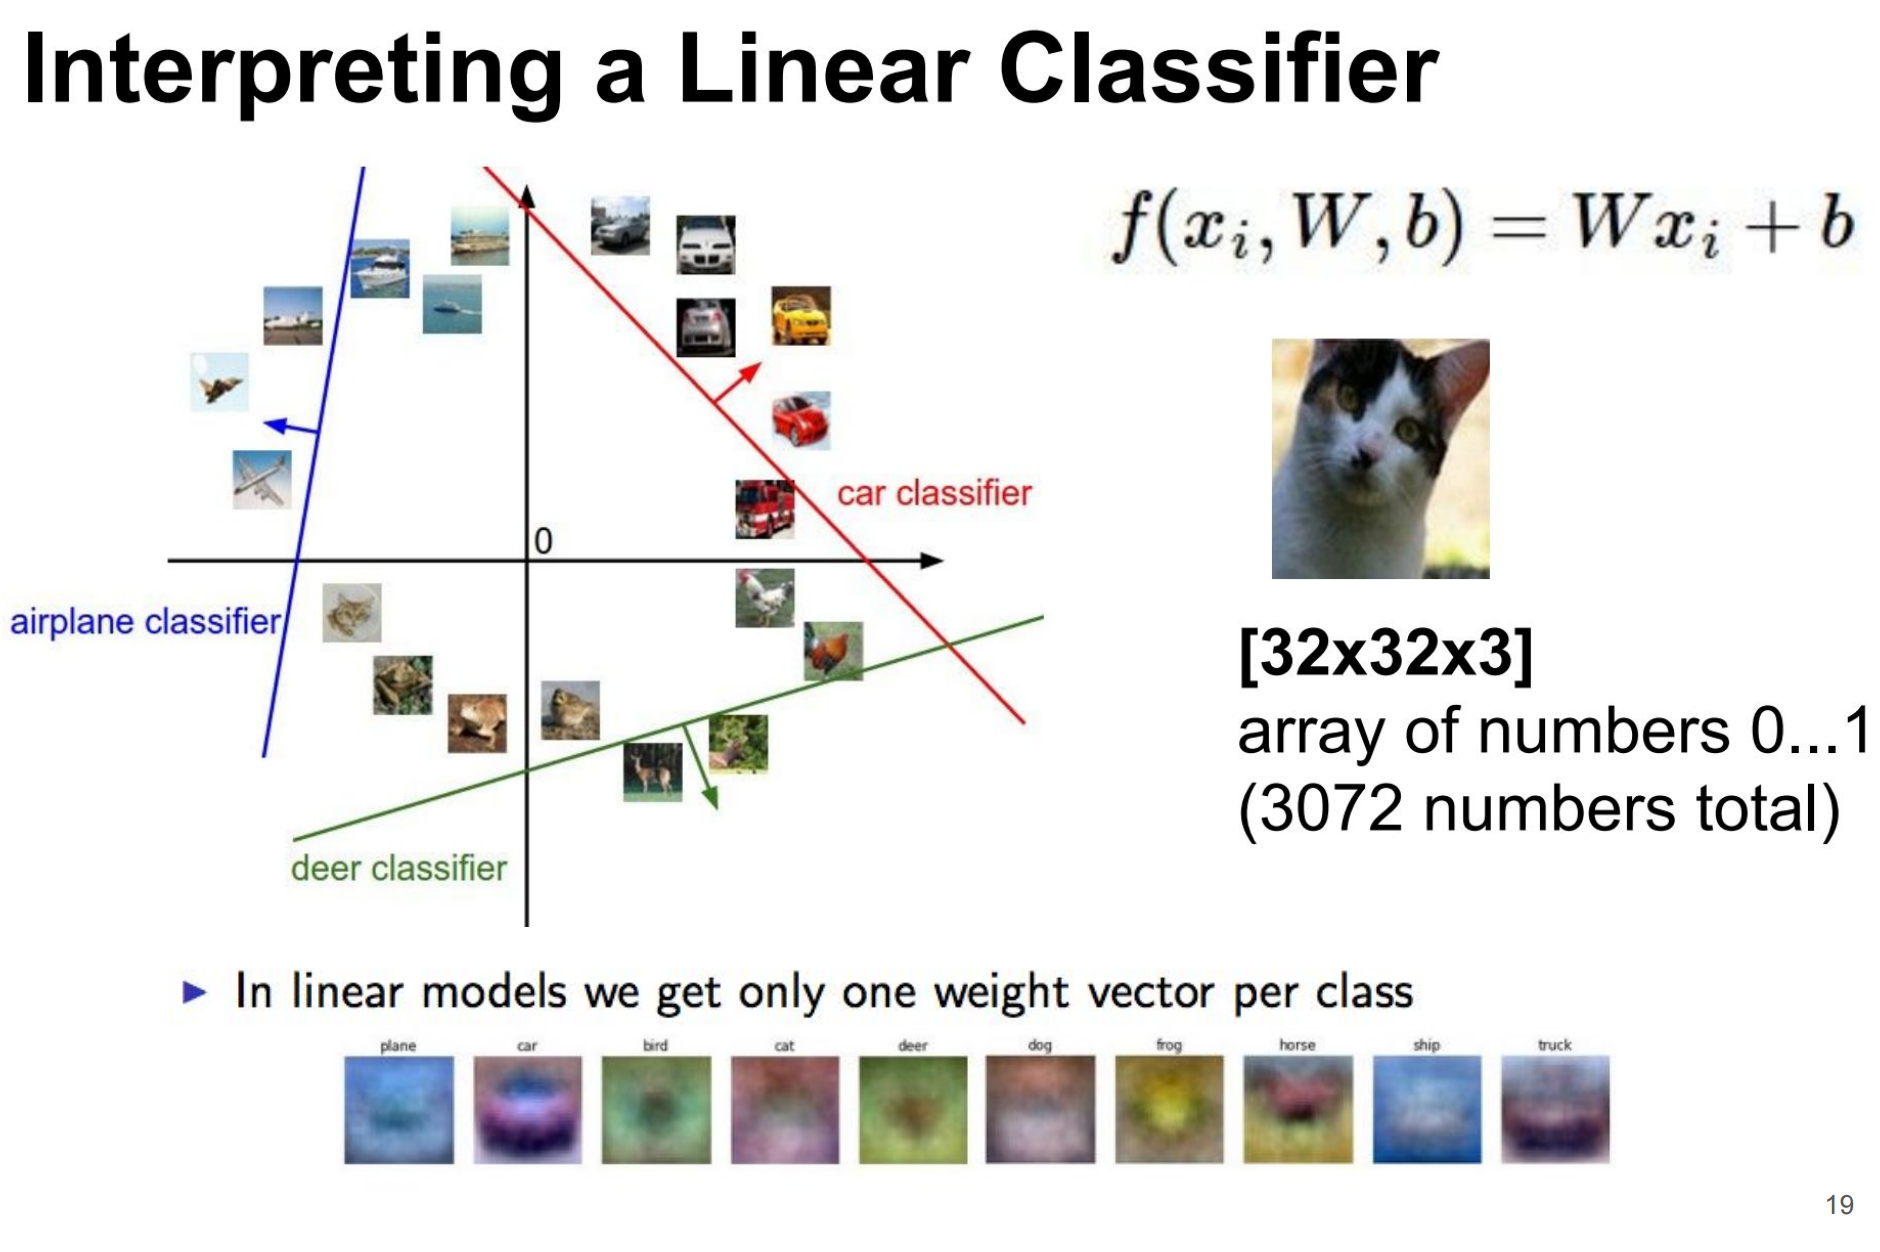 Interpreting a Linear Classifier
f(x_i, W, b) = Wx_i + b
car classifier
0
airplane classifier
deer classifier
[32x32x3]
array of numbers 0...1
(3072 numbers total)
► In linear models we get only one weight vector per class
plane car bird cat deer dog frog horse ship truck
19